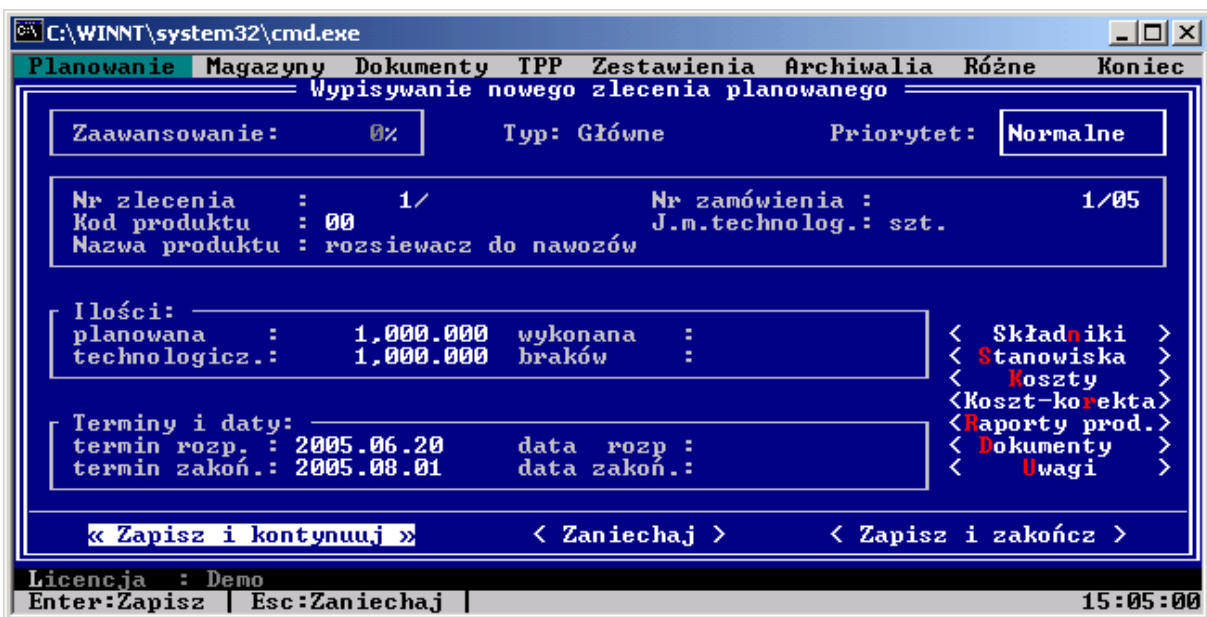 C:\WINNT\system32\cmd.exe
Planowanie Magazyny Dokumenty TPP Zestawienia Archiwalia Różne Koniec
Wypisywanie nowego zlecenia planowanego
Zaawansowanie: 0% Typ: Główne Priorytet: Normalne
Nr zlecenia : 1/ Nr zamówienia : 1/05
Kod produktu : 00 J.m.technolog.: szt.
Nazwa produktu : rozsiewacz do nawozów
Ilości:
planowana : 1,000.000 wykonana : < Składniki >
technologicz.: 1,000.000 braków : < Stanowiska >
< Koszty >
<Koszt-korekta>
Terminy i daty: <Raporty prod.>
termin rozp. : 2005.06.20 data rozp : < Dokumenty >
termin zakoń.: 2005.08.01 data zakoń.: < Uwagi >
« Zapisz i kontynuuj » < Zaniechaj > < Zapisz i zakończ >
Licencja : Demo
Enter:Zapisz | Esc:Zaniechaj | 15:05:00